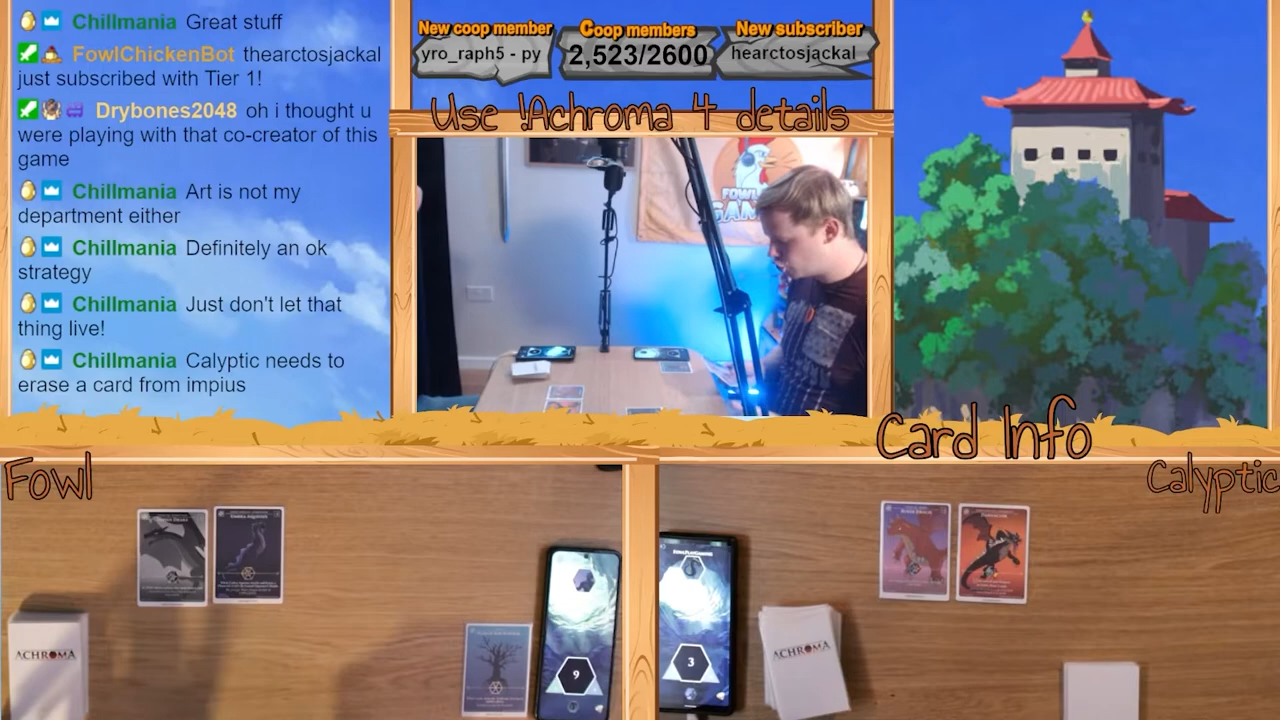 Chillmania Great stuff
FowlChickenBot thearctosjackal
just subscribed with Tier 1!
Drybones2048 oh i thought u
were playing with that co-creator of this
game
Chillmania Art is not my
department either
Chillmania Definitely an ok
strategy
Chillmania Just don't let that
thing live!
Chillmania Calyptic needs to
erase a card from impius
New coop member
yro_raph5 - py
Coop members
2,523/2600
New subscriber
hearctosjackal
Use !Achroma 4 details
FOWL
GAM
Card Info
Fowl
Calyptic
ACHROMA
9
3
ACHROMA